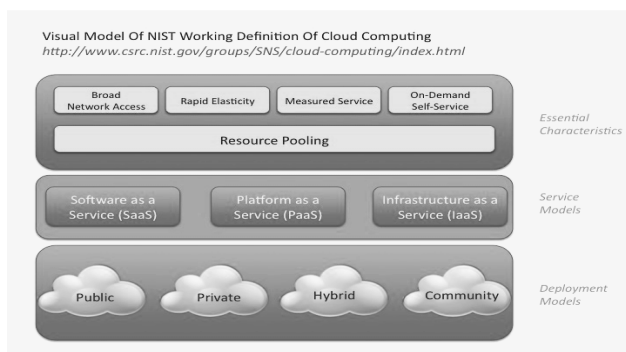 Visual Model Of NIST Working Definition Of Cloud Computing
http://www.csrc.nist.gov/groups/SNS/cloud-computing/index.html
Broad
Network Access
Rapid Elasticity
Measured Service
On-Demand
Self-Service
Resource Pooling
Essential
Characteristics
Software as a
Service (SaaS)
Platform as a
Service (PaaS)
Infrastructure as a
Service (IaaS)
Service
Models
Public
Private
Hybrid
Community
Deployment
Models